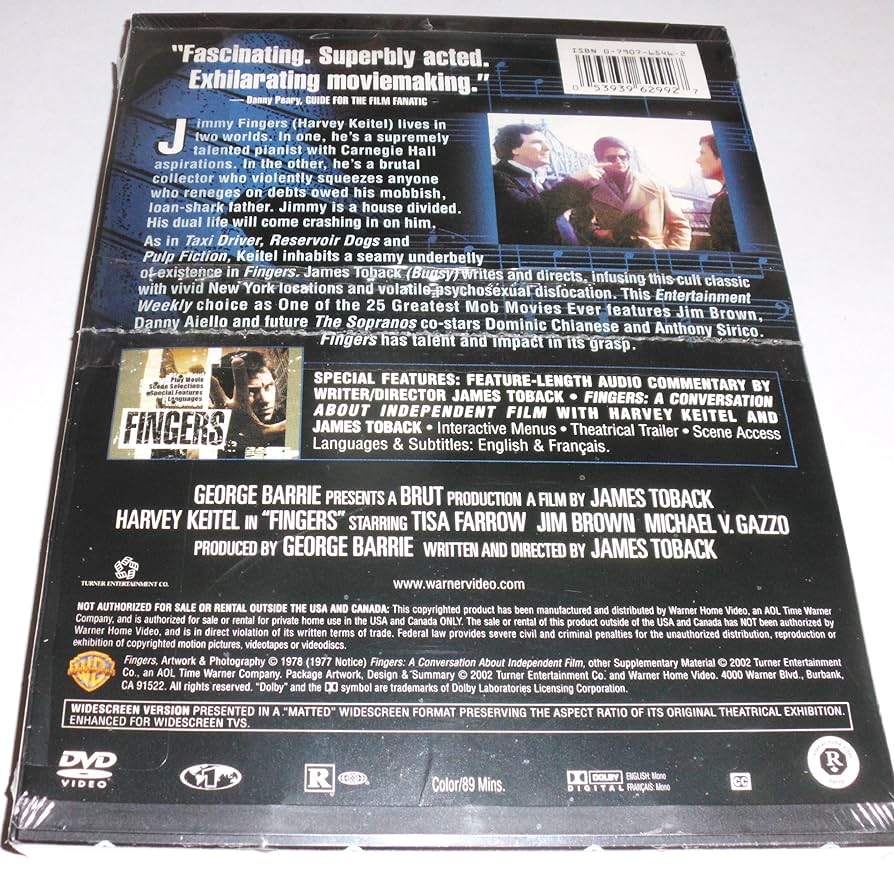 "Fascinating. Superbly acted.
Exhilarating moviemaking."
— Danny Peary, GUIDE FOR THE FILM FANATIC
ISBN 0-7907-6546-2
0 53939 62992 7
Jimmy Fingers (Harvey Keitel) lives in
two worlds. In one, he's a supremely
talented pianist with Carnegie Hall
aspirations. In the other, he's a brutal
collector who violently squeezes anyone
who reneges on debts owed his mobbish,
loan-shark father. Jimmy is a house divided.
His dual life will come crashing in on him.
As in Taxi Driver, Reservoir Dogs and
Pulp Fiction, Keitel inhabits a seamy underbelly
of existence in Fingers. James Toback (Bugsy) writes and directs, infusing this cult classic
with vivid New York locations and volatile psychosexual dislocation. This Entertainment
Weekly choice as One of the 25 Greatest Mob Movies Ever features Jim Brown,
Danny Aiello and future The Sopranos co-stars Dominic Chianese and Anthony Sirico.
Fingers has talent and impact in its grasp.
Play Movie
Scene Selections
Special Features
Languages
FINGERS
SPECIAL FEATURES: FEATURE-LENGTH AUDIO COMMENTARY BY
WRITER/DIRECTOR JAMES TOBACK • FINGERS: A CONVERSATION
ABOUT INDEPENDENT FILM WITH HARVEY KEITEL AND
JAMES TOBACK • Interactive Menus • Theatrical Trailer • Scene Access
Languages & Subtitles: English & Français.
GEORGE BARRIE PRESENTS A BRUT PRODUCTION A FILM BY JAMES TOBACK
HARVEY KEITEL IN "FINGERS" STARRING TISA FARROW JIM BROWN MICHAEL V. GAZZO
PRODUCED BY GEORGE BARRIE WRITTEN AND DIRECTED BY JAMES TOBACK
TURNER ENTERTAINMENT CO.
www.warnervideo.com
NOT AUTHORIZED FOR SALE OR RENTAL OUTSIDE THE USA AND CANADA: This copyrighted product has been manufactured and distributed by Warner Home Video, an AOL Time Warner
Company, and is authorized for sale or rental for private home use in the USA and Canada ONLY. The sale or rental of this product outside of the USA and Canada has NOT been authorized by
Warner Home Video, and is in direct violation of its written terms of trade. Federal law provides severe civil and criminal penalties for the unauthorized distribution, reproduction or
exhibition of copyrighted motion pictures, videotapes or videodiscs.
Fingers, Artwork & Photography © 1978 (1977 Notice) Fingers: A Conversation About Independent Film, other Supplementary Material © 2002 Turner Entertainment
Co., an AOL Time Warner Company. Package Artwork, Design & Summary © 2002 Turner Entertainment Co. and Warner Home Video. 4000 Warner Blvd., Burbank,
CA 91522. All rights reserved. "Dolby" and the DD symbol are trademarks of Dolby Laboratories Licensing Corporation.
WIDESCREEN VERSION PRESENTED IN A "MATTED" WIDESCREEN FORMAT PRESERVING THE ASPECT RATIO OF ITS ORIGINAL THEATRICAL EXHIBITION.
ENHANCED FOR WIDESCREEN TVS.
DVD
VIDEO
1
R
Color/89 Mins.
DOLBY
DIGITAL
ENGLISH: Mono
FRANÇAIS: Mono
CC
R